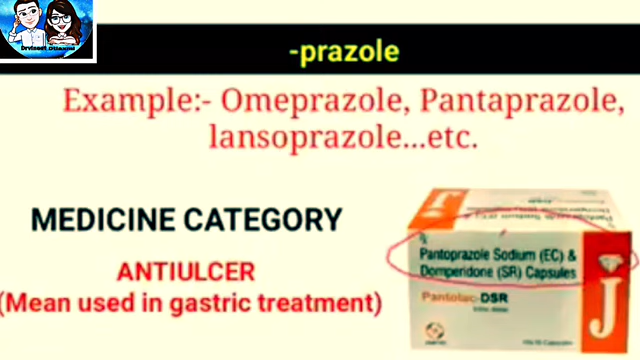 -prazole
Example:- Omeprazole, Pantaprazole,
lansoprazole...etc.
MEDICINE CATEGORY
ANTIULCER
(Mean used in gastric treatment)
Pantoprazole Sodium (EC) &
Domperidone (SR) Capsules
Pantotac-DSR
J